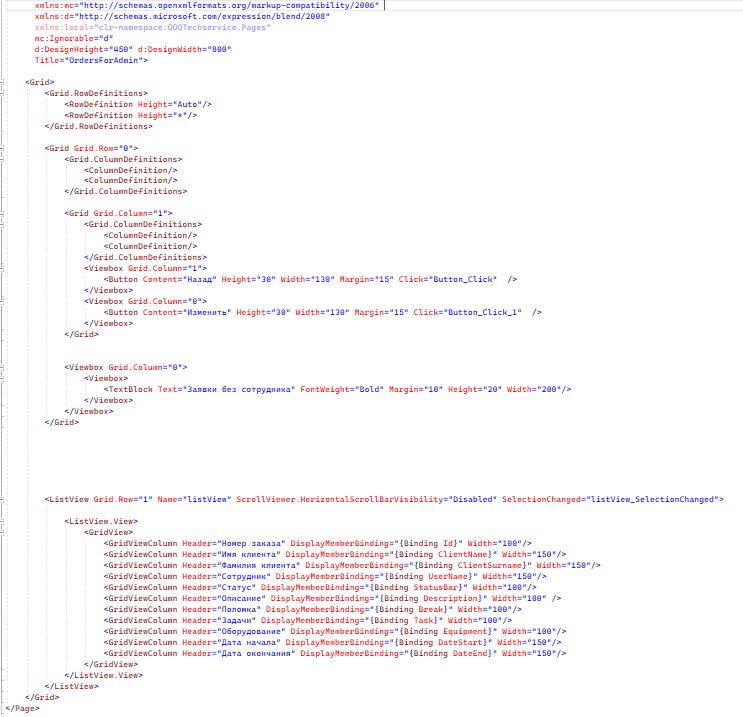 xmlns:mc="http://schemas.openxmlformats.org/markup-compatibility/2006"
xmlns:d="http://schemas.microsoft.com/expression/blend/2008"
xmlns:local="clr-namespace:OOOTechservice.Pages"
mc:Ignorable="d"
d:DesignHeight="450" d:DesignWidth="800"
Title="OrdersForAdmin">
<Grid>
<Grid.RowDefinitions>
<RowDefinition Height="Auto"/>
<RowDefinition Height="*"/>
</Grid.RowDefinitions>
<Grid Grid.Row="0">
<Grid.ColumnDefinitions>
<ColumnDefinition/>
<ColumnDefinition/>
</Grid.ColumnDefinitions>
<Grid Grid.Column="1">
<Grid.ColumnDefinitions>
<ColumnDefinition/>
<ColumnDefinition/>
</Grid.ColumnDefinitions>
<Viewbox Grid.Column="1">
<Button Content="Назад" Height="30" Width="130" Margin="15" Click="Button_Click"  />
</Viewbox>
<Viewbox Grid.Column="0">
<Button Content="Изменить" Height="30" Width="130" Margin="15" Click="Button_Click_1"  />
</Viewbox>
</Grid>
<Viewbox Grid.Column="0">
<Viewbox>
<TextBlock Text="Заявки без сотрудника" FontWeight="Bold" Margin="10" Height="20" Width="200"/>
</Viewbox>
</Viewbox>
</Grid>
<ListView Grid.Row="1" Name="listView" ScrollViewer.HorizontalScrollBarVisibility="Disabled" SelectionChanged="listView_SelectionChanged">
<ListView.View>
<GridView>
<GridViewColumn Header="Номер заказа" DisplayMemberBinding="{Binding Id}" Width="100"/>
<GridViewColumn Header="Имя клиента" DisplayMemberBinding="{Binding ClientName}" Width="150"/>
<GridViewColumn Header="Фамилия клиента" DisplayMemberBinding="{Binding ClientSurname}" Width="150"/>
<GridViewColumn Header="Сотрудник" DisplayMemberBinding="{Binding UserName}" Width="150"/>
<GridViewColumn Header="Статус" DisplayMemberBinding="{Binding StatusBar}" Width="100"/>
<GridViewColumn Header="Описание" DisplayMemberBinding="{Binding Description}" Width="100" />
<GridViewColumn Header="Поломка" DisplayMemberBinding="{Binding Break}" Width="100"/>
<GridViewColumn Header="Задачи" DisplayMemberBinding="{Binding Task}" Width="100"/>
<GridViewColumn Header="Оборудование" DisplayMemberBinding="{Binding Equipment}" Width="100"/>
<GridViewColumn Header="Дата начала" DisplayMemberBinding="{Binding DateStart}" Width="150"/>
<GridViewColumn Header="Дата окончания" DisplayMemberBinding="{Binding DateEnd}" Width="150"/>
</GridView>
</ListView.View>
</ListView>
</Grid>
</Page>